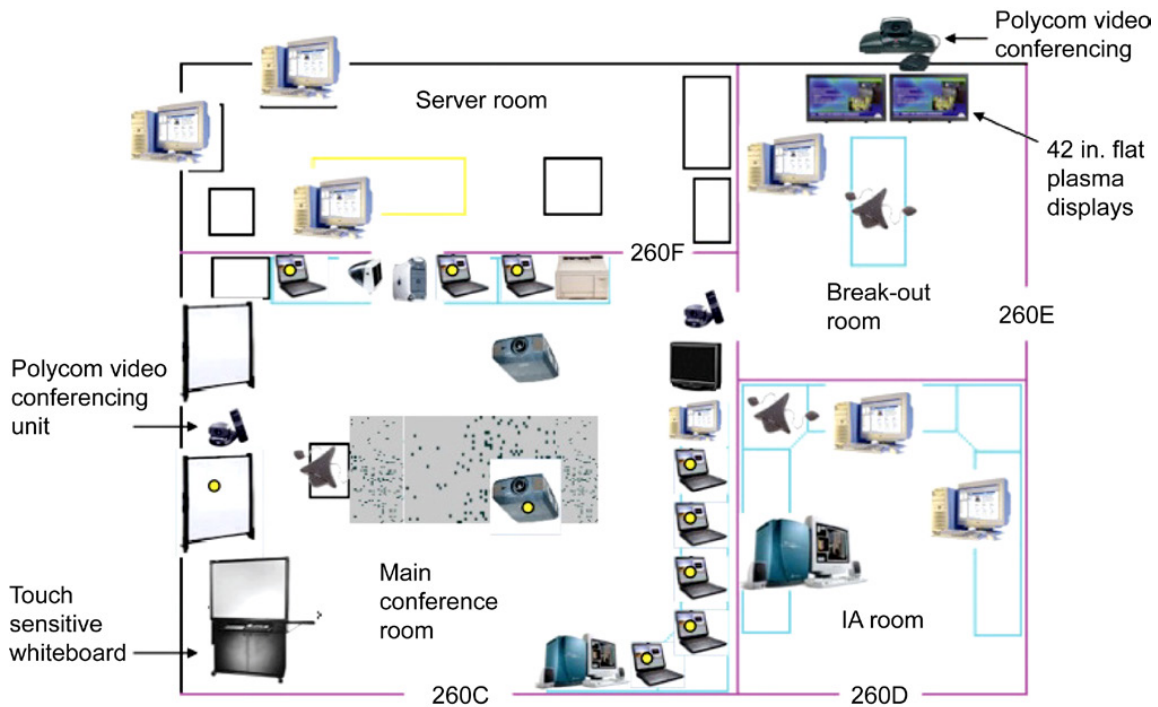 Polycom video
conferencing
Server room
42 in. flat
plasma
displays
260F
Break-out
room
260E
Polycom video
conferencing
unit
Main
conference
room
Touch
sensitive
whiteboard
IA room
260C
260D